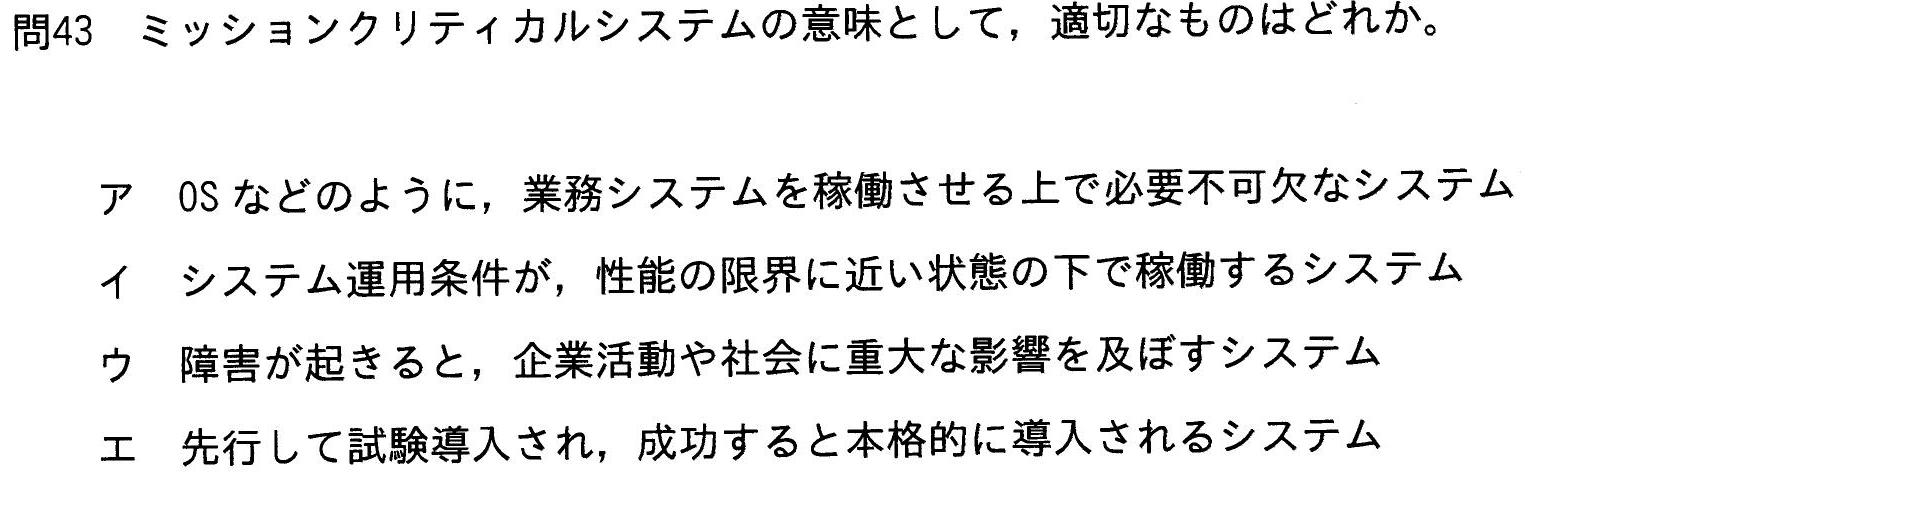 問43　ミッションクリティカルシステムの意味として，適切なものはどれか。
ア　OS などのように，業務システムを稼働させる上で必要不可欠なシステム
イ　システム運用条件が，性能の限界に近い状態の下で稼働するシステム
ウ　障害が起きると，企業活動や社会に重大な影響を及ぼすシステム
エ　先行して試験導入され，成功すると本格的に導入されるシステム